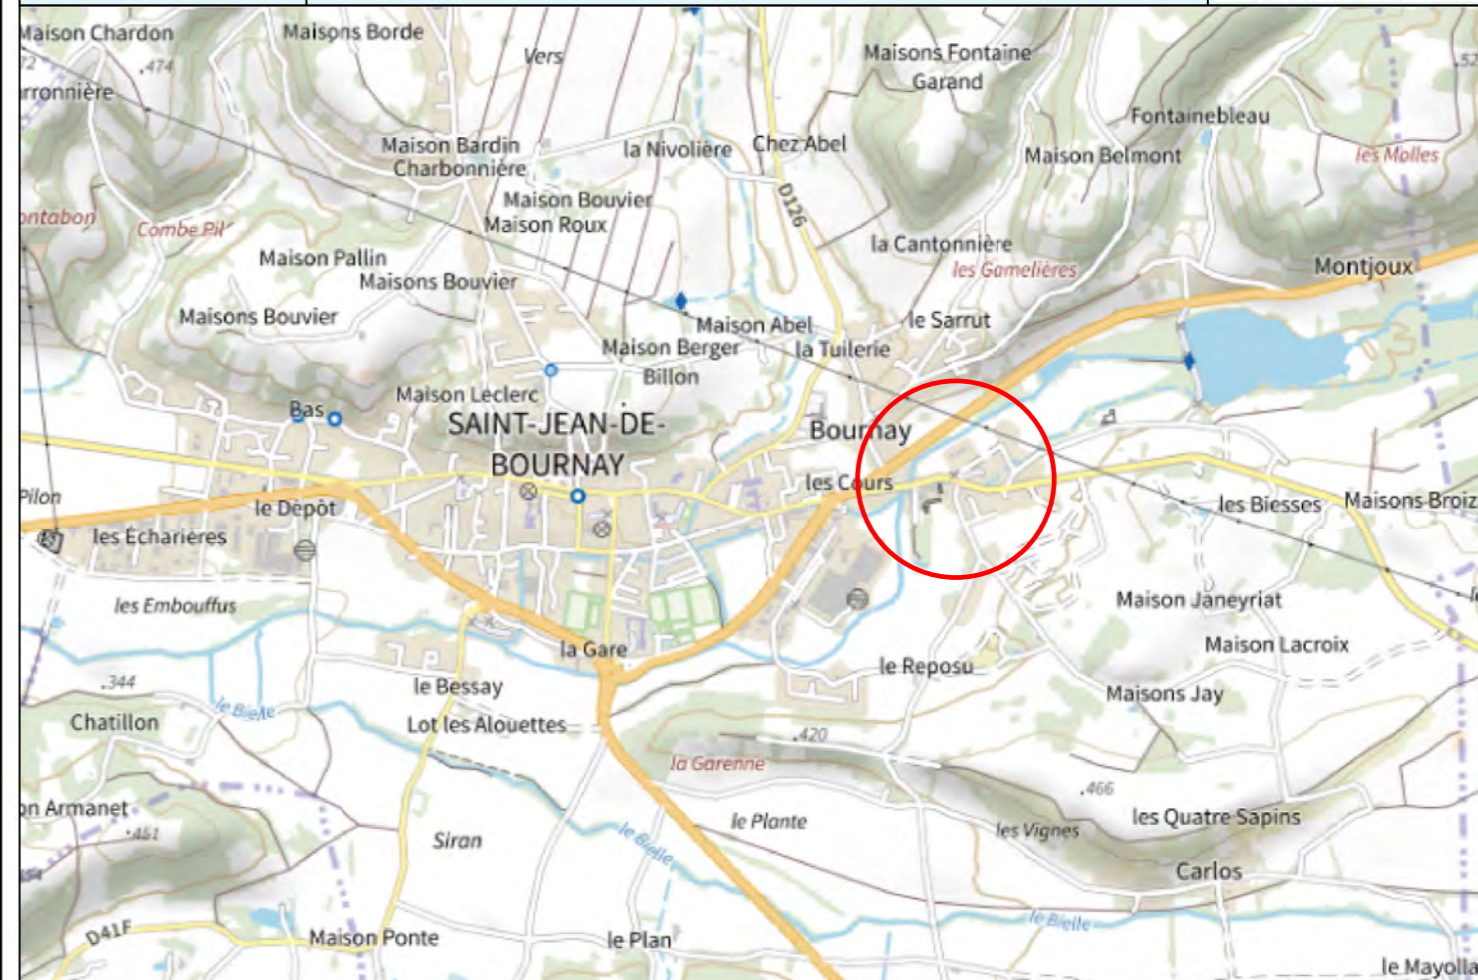 Maison Chardon
Maisons Borde
Vers
Maisons Fontaine
Garand
474
Fontainebleau
Maison Bardin
Charbonnière
la Nivolière
Chez Abel
Maison Belmont
les Molles
Maison Bouvier
Maison Roux
D126
Combe Pil
la Cantonnière
Maison Pallin
les Gamelières
Montjoux
Maisons Bouvier
Maisons Bouvier
Maison Abel
le Sarrut
Maison Berger
la Tuilerie
Billon
Maison Leclerc
Bas
SAINT-JEAN-DE-
BOURNAY
Bournay
les Cours
Pilon
le Dépôt
les Biesses
Maisons Broiz
les Echarières
les Embouffus
Maison Janeyriat
la Gare
Maison Lacroix
le Reposu
344
le Bessay
Maisons Jay
le Bielle
Chatillon
Lot les Alouettes
420
la Garenne
466
on Armanet
451
le Plante
les Vignes
les Quatre Sapins
Siran
le Bielle
Carlos
D41F
Maison Ponte
le Plan
le Bielle
le Mayolla